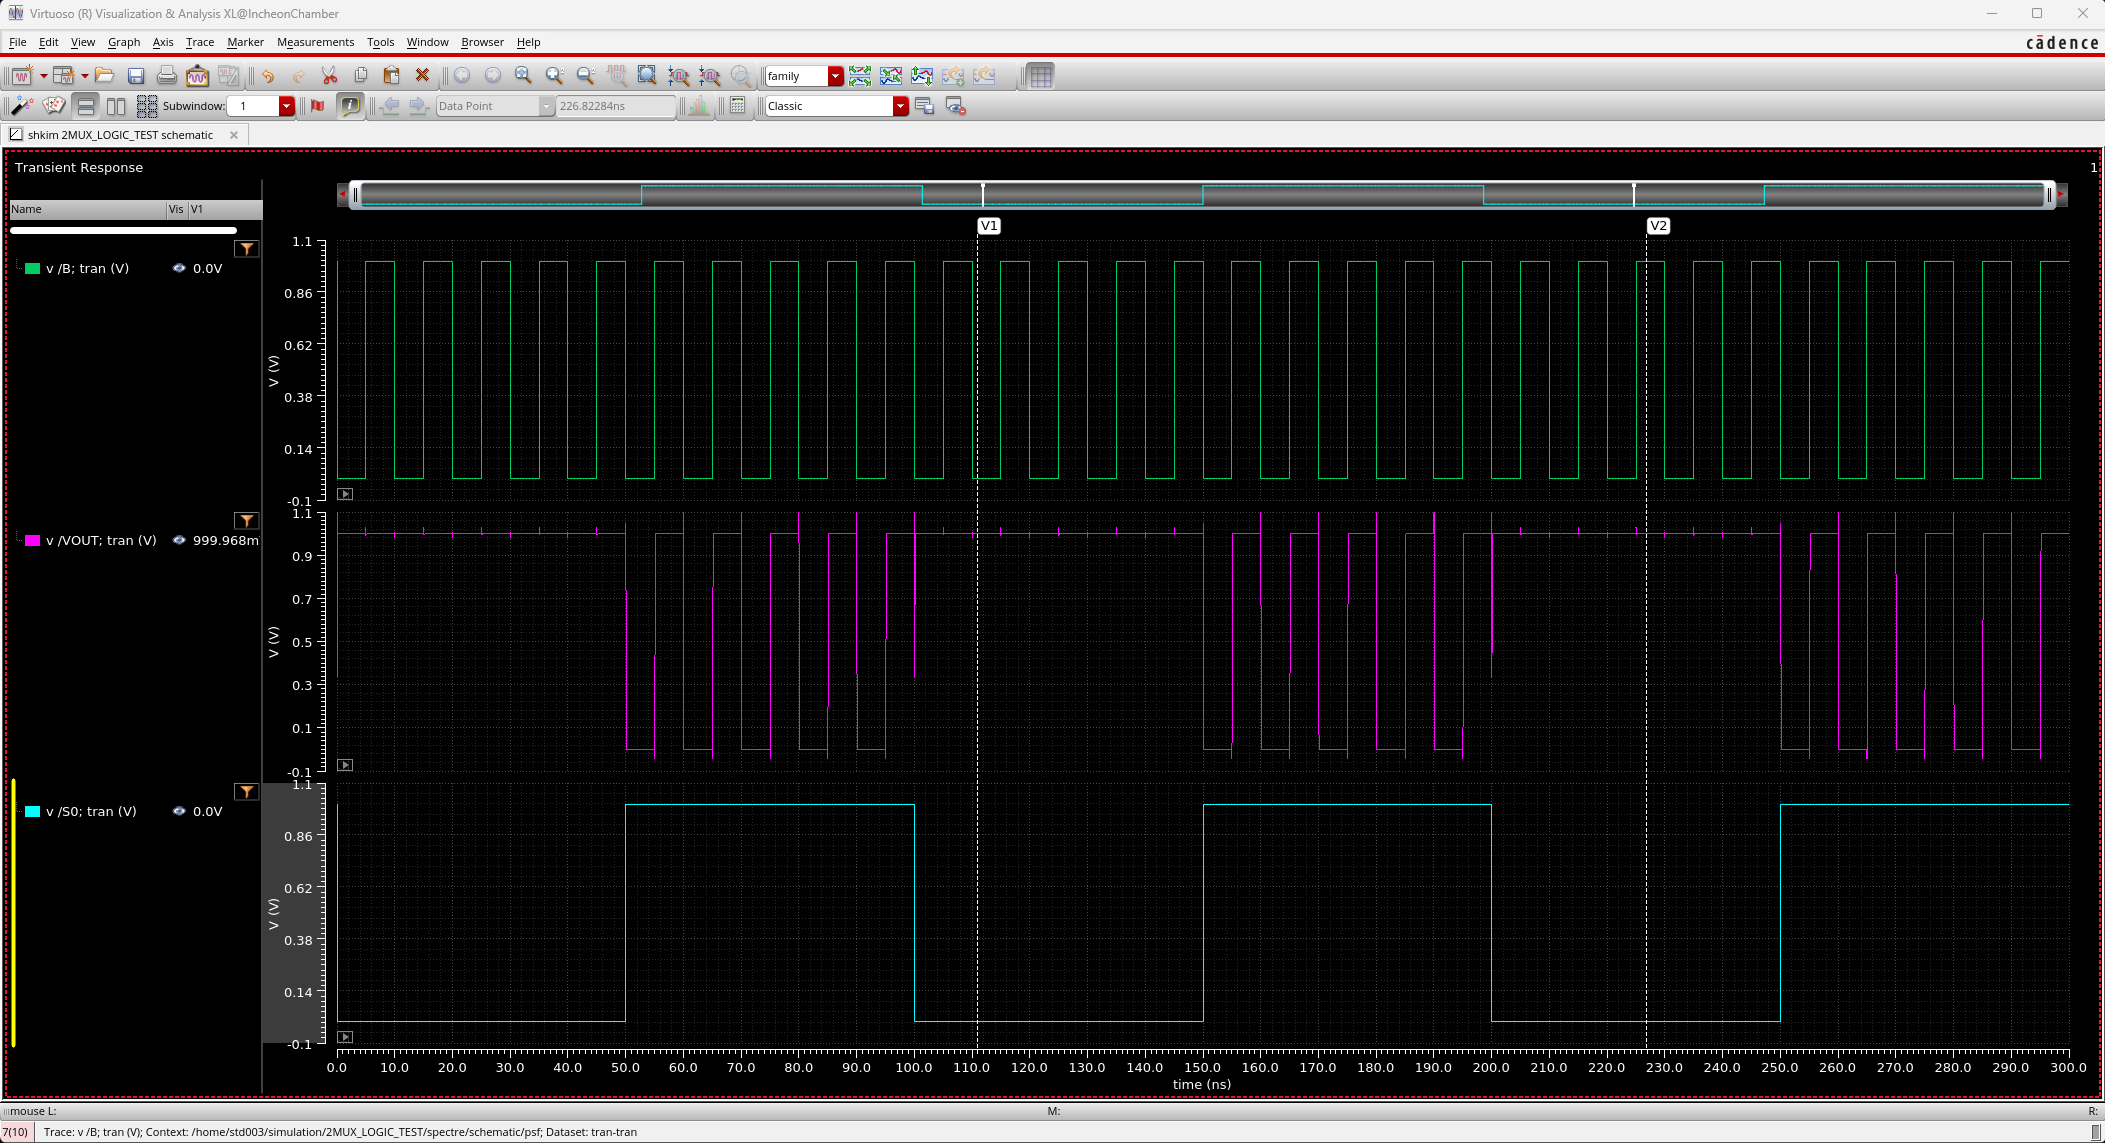 Virtuoso (R) Visualization & Analysis XL@IncheonChamber
File Edit View Graph Axis Trace Marker Measurements Tools Window Browser Help
cādence
family
Subwindow: 1 Data Point 226.82284ns Classic
shkim 2MUX_LOGIC_TEST schematic
Transient Response 1
Name Vis V1
V1 V2
v /B; tran (V) 0.0V
1.1
0.86
0.62
0.38
0.14
-0.1
V (V)
v /VOUT; tran (V) 999.968m
1.1
0.9
0.7
0.5
0.3
0.1
-0.1
V (V)
v /S0; tran (V) 0.0V
1.1
0.86
0.62
0.38
0.14
-0.1
V (V)
0.0 10.0 20.0 30.0 40.0 50.0 60.0 70.0 80.0 90.0 100.0 110.0 120.0 130.0 140.0 150.0 160.0 170.0 180.0 190.0 200.0 210.0 220.0 230.0 240.0 250.0 260.0 270.0 280.0 290.0 300.0
time (ns)
mouse L: M: R:
7(10) Trace: v /B; tran (V); Context: /home/std003/simulation/2MUX_LOGIC_TEST/spectre/schematic/psf; Dataset: tran-tran